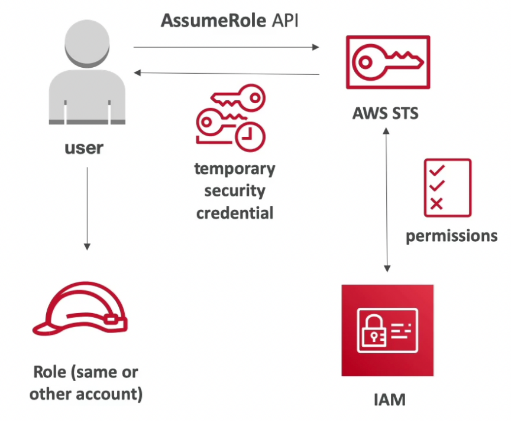 AssumeRole API
AWS STS
user
temporary
security
credential
permissions
Role (same or
other account)
IAM